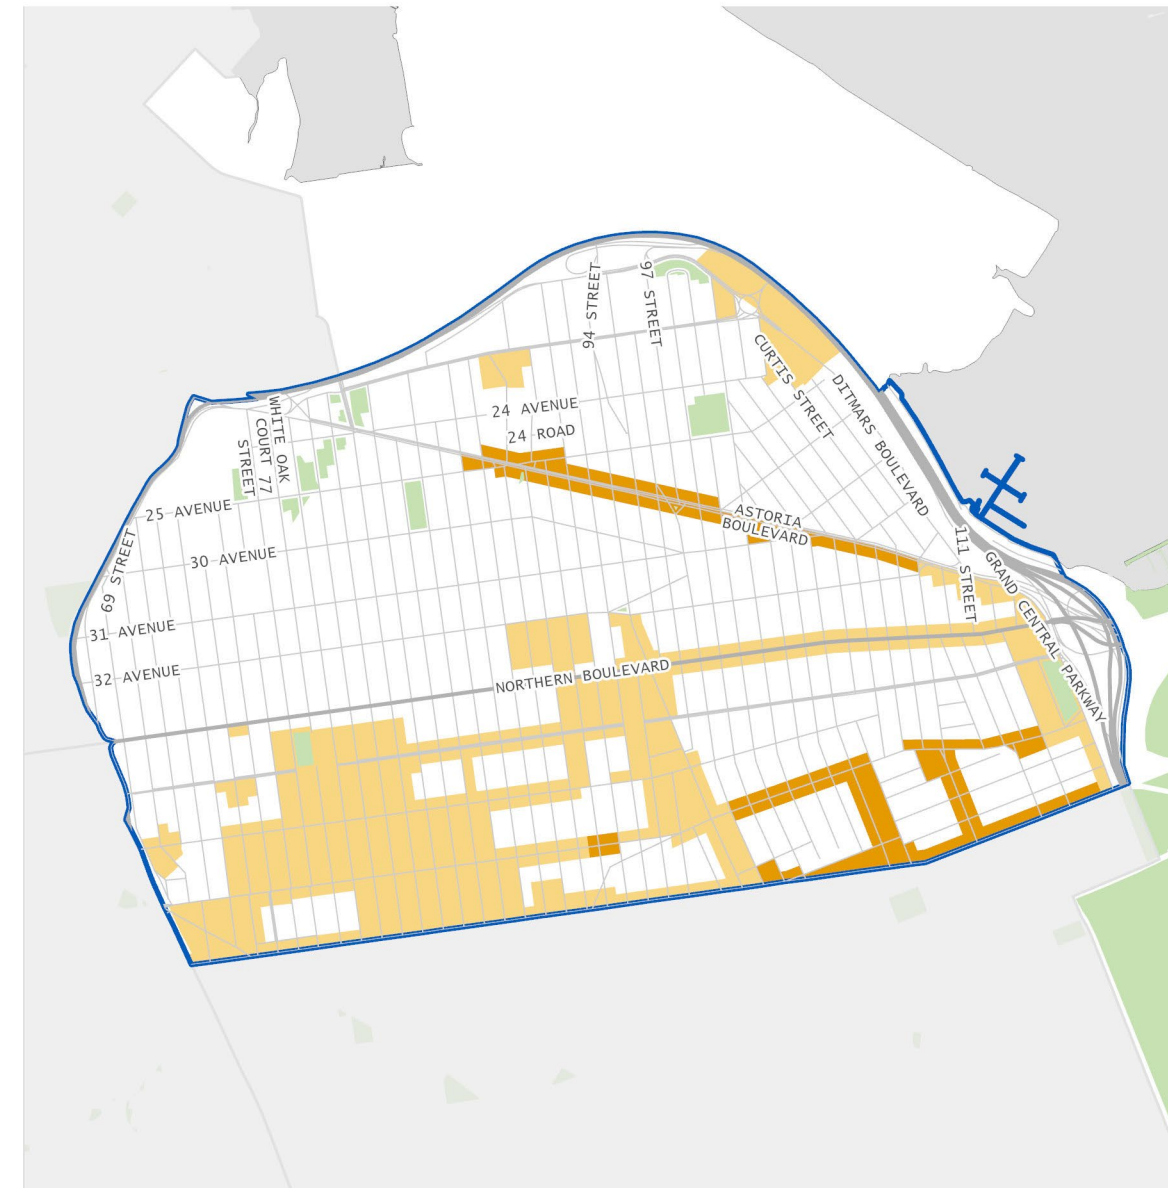 94 STREET
97 STREET
CURTIS STREET
DITMARS BOULEVARD
WHITE OAK
COURT 77
STREET
24 AVENUE
24 ROAD
25 AVENUE
ASTORIA
BOULEVARD
30 AVENUE
69 STREET
111 STREET
GRAND CENTRAL PARKWAY
31 AVENUE
32 AVENUE
NORTHERN BOULEVARD